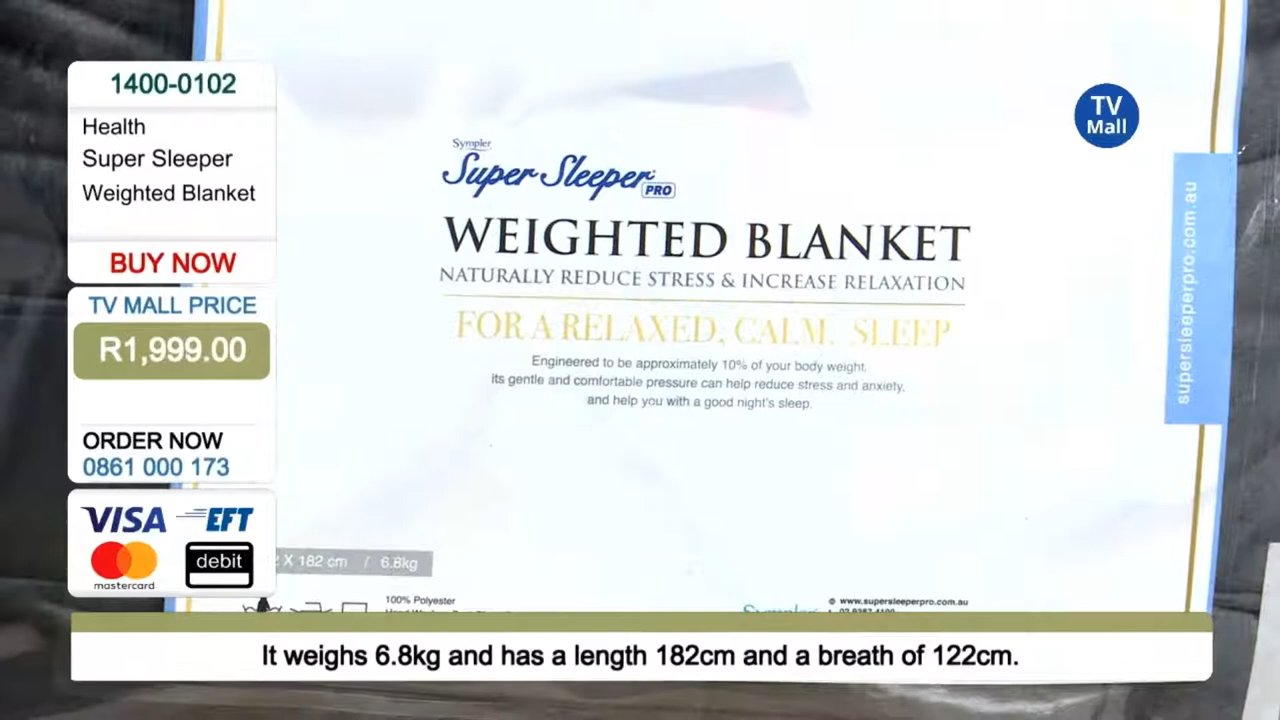 1400-0102
Health
Super Sleeper
Weighted Blanket
BUY NOW
TV MALL PRICE
R1,999.00
ORDER NOW
0861 000 173
VISA EFT
mastercard debit
TV
Mall
Sympler
Super Sleeper PRO
WEIGHTED BLANKET
NATURALLY REDUCE STRESS & INCREASE RELAXATION
FOR A RELAXED, CALM, SLEEP
Engineered to be approximately 10% of your body weight,
its gentle and comfortable pressure can help reduce stress and anxiety,
and help you with a good night's sleep.
supersleeperpro.com.au
X 182 cm / 6.8kg
100% Polyester
www.supersleeperpro.com.au
Sympler
It weighs 6.8kg and has a length 182cm and a breath of 122cm.